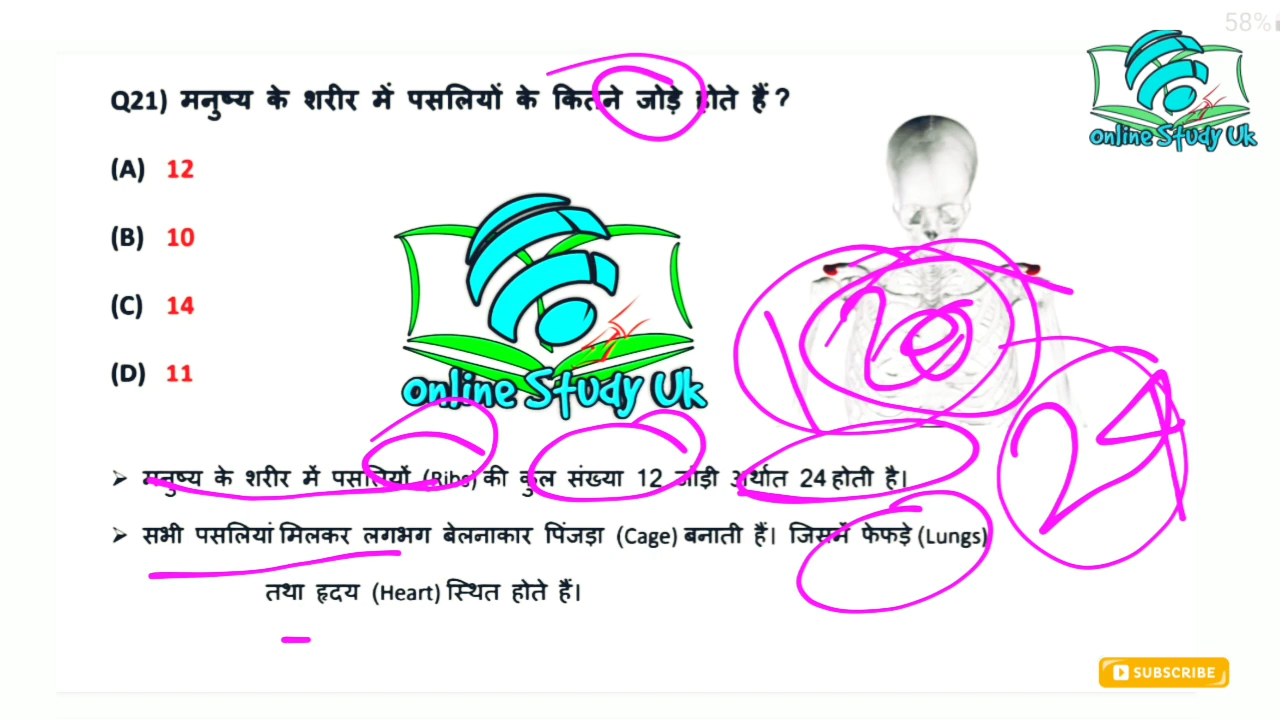 58%
Online Study Uk
Q21) मनुष्य के शरीर में पसलियों के कितने जोड़े होते हैं ?
(A) 12
(B) 10
(C) 14
(D) 11
Online Study Uk
➢ मनुष्य के शरीर में पसलियों (Ribs) की कुल संख्या 12 जोड़ी अर्थात 24 होती है।
24
➢ सभी पसलियां मिलकर लगभग बेलनाकार पिंजड़ा (Cage) बनाती हैं। जिसमें फेफड़े (Lungs)
तथा हृदय (Heart) स्थित होते हैं।
SUBSCRIBE